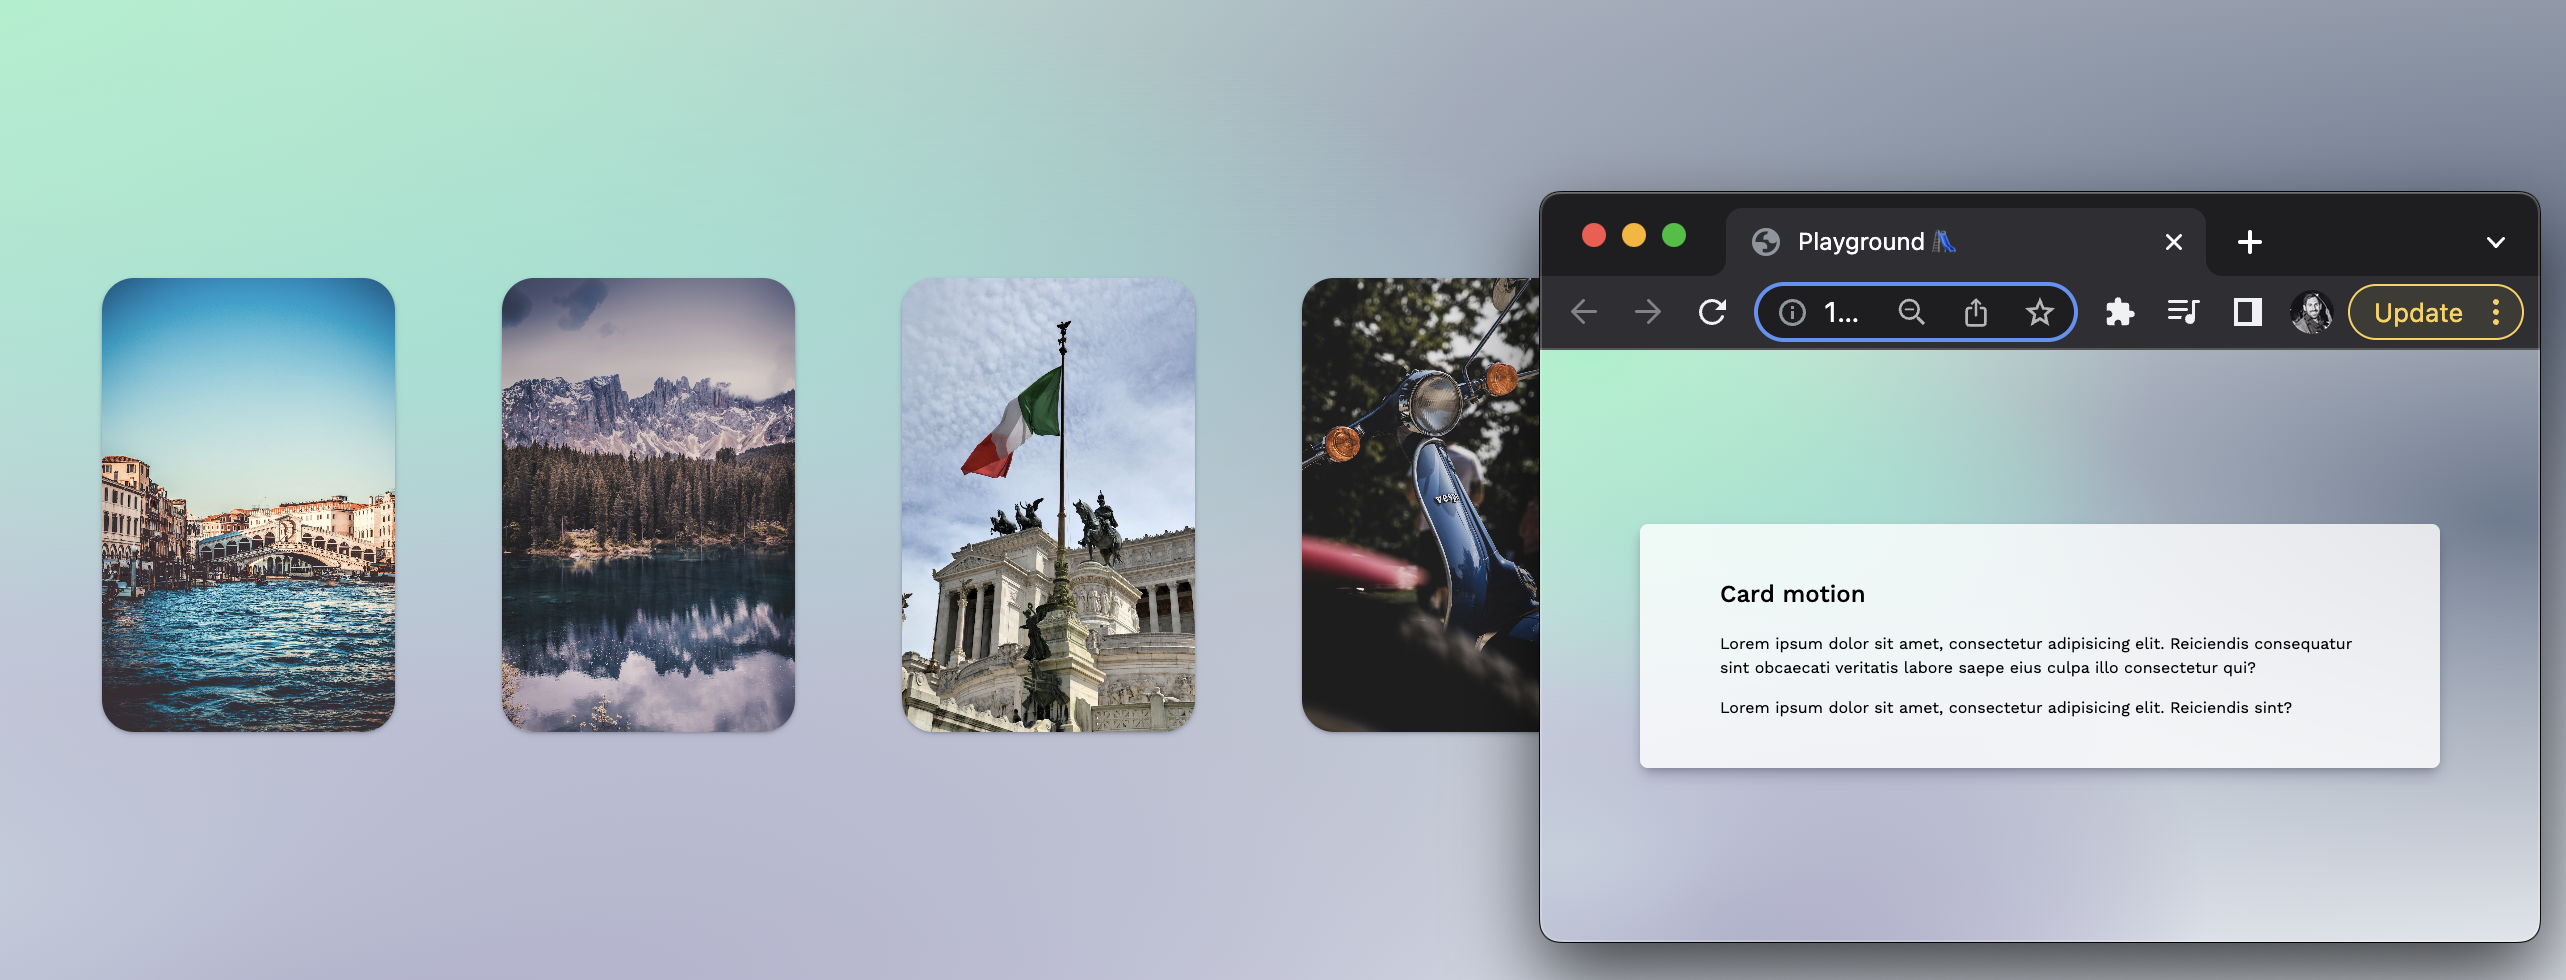 Playground
1...
Update
vespa
Card motion
Lorem ipsum dolor sit amet, consectetur adipisicing elit. Reiciendis consequatur
sint obcaecati veritatis labore saepe eius culpa illo consectetur qui?
Lorem ipsum dolor sit amet, consectetur adipisicing elit. Reiciendis sint?